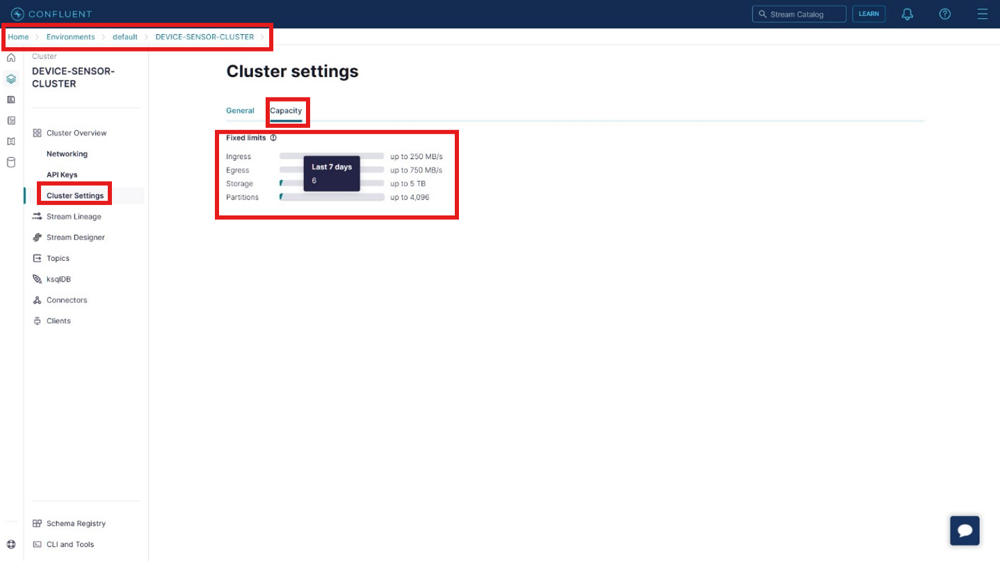 CONFLUENT
Stream Catalog
LEARN
Home
Environments
default
DEVICE-SENSOR-CLUSTER
Cluster
DEVICE-SENSOR-
CLUSTER
Cluster Overview
Networking
API Keys
Cluster Settings
Stream Lineage
Stream Designer
Topics
ksqlDB
Connectors
Clients
Schema Registry
CLI and Tools
Cluster settings
General
Capacity
Fixed limits
Ingress up to 250 MB/s
Egress up to 750 MB/s
Storage up to 5 TB
Partitions up to 4,096
Last 7 days
6